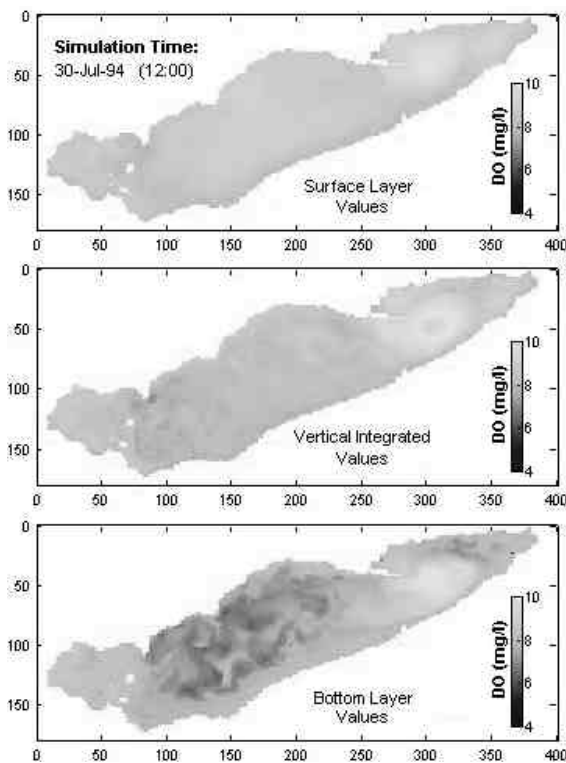 0
50
100
150
Simulation Time:
30-Jul-94 (12:00)
10
8
6
4
DO (mg/l)
Surface Layer
Values
0 50 100 150 200 250 300 350 400
0
50
100
150
10
8
6
4
DO (mg/l)
Vertical Integrated
Values
0 50 100 150 200 250 300 350 400
0
50
100
150
10
8
6
4
DO (mg/l)
Bottom Layer
Values
0 50 100 150 200 250 300 350 400